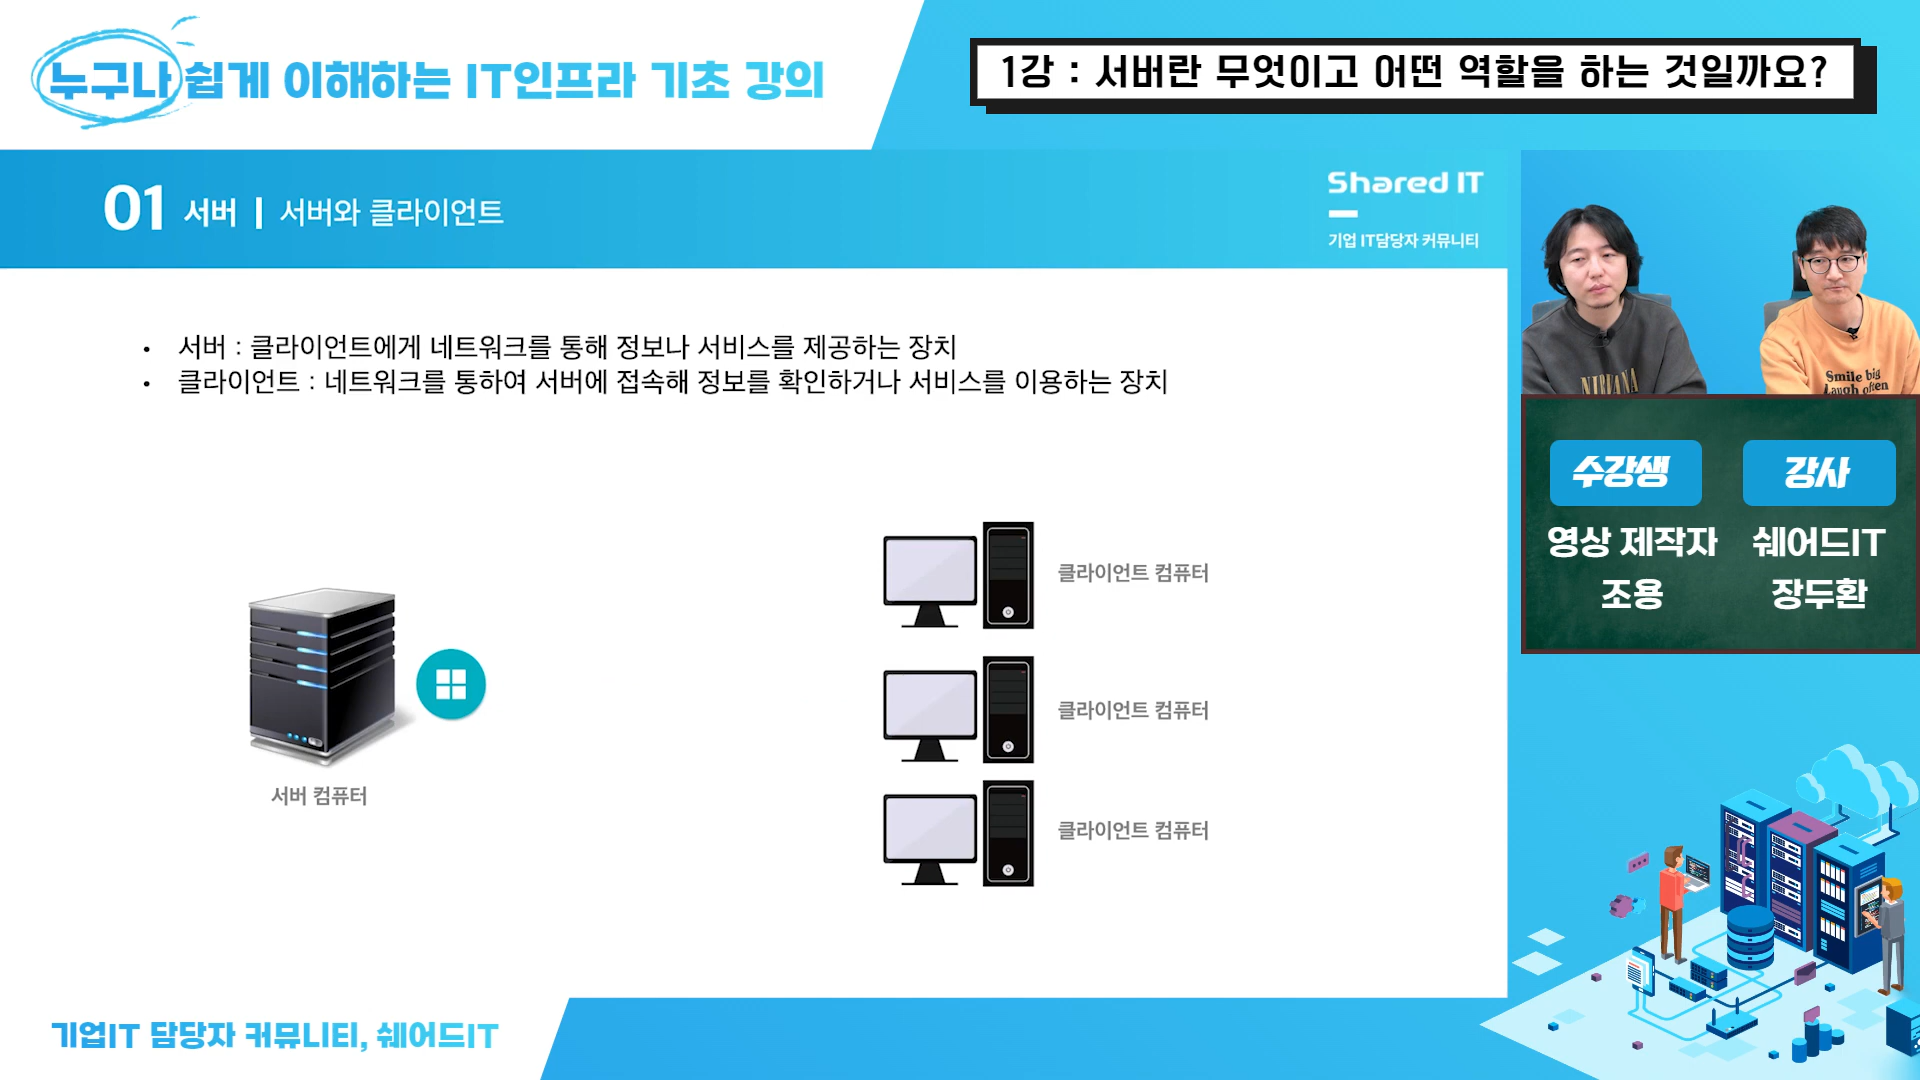 누구나 쉽게 이해하는 IT인프라 기초 강의
1강 : 서버란 무엇이고 어떤 역할을 하는 것일까요?
01 서버 | 서버와 클라이언트
Shared IT
기업 IT담당자 커뮤니티
• 서버 : 클라이언트에게 네트워크를 통해 정보나 서비스를 제공하는 장치
• 클라이언트 : 네트워크를 통하여 서버에 접속해 정보를 확인하거나 서비스를 이용하는 장치
서버 컴퓨터
클라이언트 컴퓨터
클라이언트 컴퓨터
클라이언트 컴퓨터
NIRVANA
Smile big
Laugh often
수강생
영상 제작자
조용
강사
쉐어드IT
장두환
기업IT 담당자 커뮤니티, 쉐어드IT